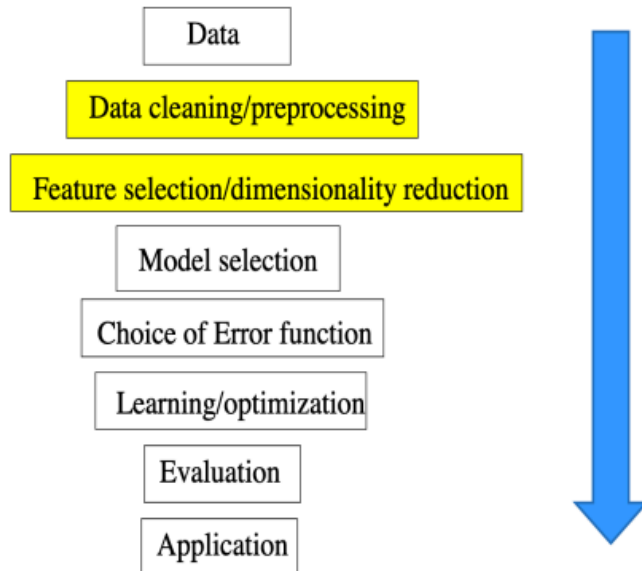 Data
Data cleaning/preprocessing
Feature selection/dimensionality reduction
Model selection
Choice of Error function
Learning/optimization
Evaluation
Application